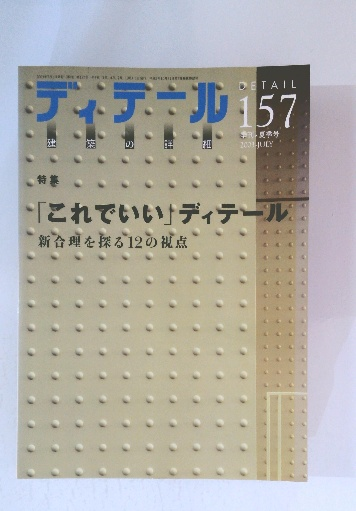 ディテール
建築の詳細
DETAIL
157
季刊・夏季号
2003-JULY
特集
「これでいい」ディテール
新合理を探る12の視点